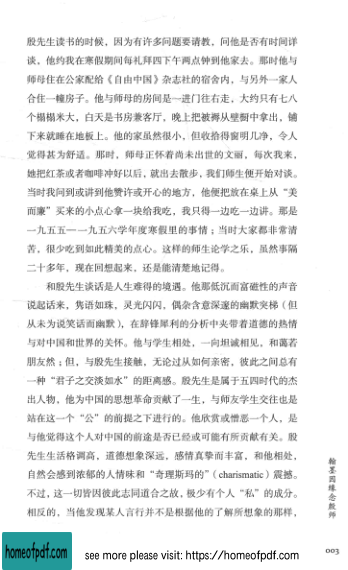 殷先生读书的时候，因为有许多问题要请教，问他是否有时间详
谈，他约我在寒假期间每礼拜四下午两点钟到他家去。那时他与
师母住在公家配给《自由中国》杂志社的宿舍内，与另外一家人
合住一幢房子。他与师母的房间是一进门往右走，大约只有七八
个榻榻米大，白天是书房兼客厅，晚上把被褥从壁橱中拿出，铺
下来就睡在地板上。他的家虽然很小，但收拾得窗明几净，令人
觉得甚为舒适。那时，师母正怀着尚未出世的文丽，每次我来，
她把红茶或者咖啡冲好以后，就出去散步，我们师生便开始对谈。
当时我问到或讲到他赞许或开心的地方，他便把放在桌上从“美
而廉”买来的小点心拿一块给我吃，我只得一边吃一边讲。那是
一九五五—一九五六学年度寒假里的事情；当时大家都非常清
苦，很少吃到如此精美的点心。这样的师生论学之乐，虽然事隔
二十多年，现在回想起来，还是能清楚地记得。
和殷先生谈话是人生难得的境遇。他那低沉而富磁性的声音
说起话来，隽语如珠，灵光闪闪，偶杂含意深邃的幽默突梯（但
从未为说笑话而幽默），在辞锋犀利的分析中夹带着道德的热情
与对中国和世界的关怀。他与学生相处，一向坦诚相见，和蔼若
朋友然；但，与殷先生接触，无论过从如何亲密，彼此之间总有
一种“君子之交淡如水”的距离感。殷先生是属于五四时代的杰
出人物，他为中国的思想革命贡献了一生，与师友学生交往也是
站在这一个“公”的前提之下进行的。他欣赏或憎恶一个人，是
与他觉得这个人对中国的前途是否已经或可能有所贡献有关。殷
先生生活格调高，道德想象深远，感情真挚而丰富，和他相处，
自然会感到浓郁的人情味和“奇理斯玛的”（charismatic）震撼。
不过，这一切皆因彼此志同道合之故，极少有个人“私”的成分。
相反的，当他发现某人言行并不是根据他的了解所想象的那样，
翰墨因缘念殷师
003
homeofpdf.com
see more please visit: https://homeofpdf.com